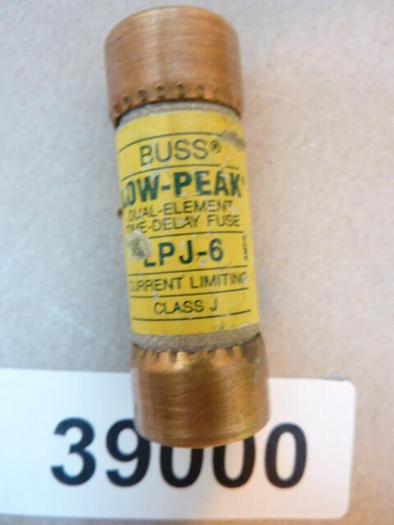 BUSS®
LOW-PEAK
DUAL-ELEMENT
TIME-DELAY FUSE
LPJ-6
CURRENT LIMITING
CLASS J
39000